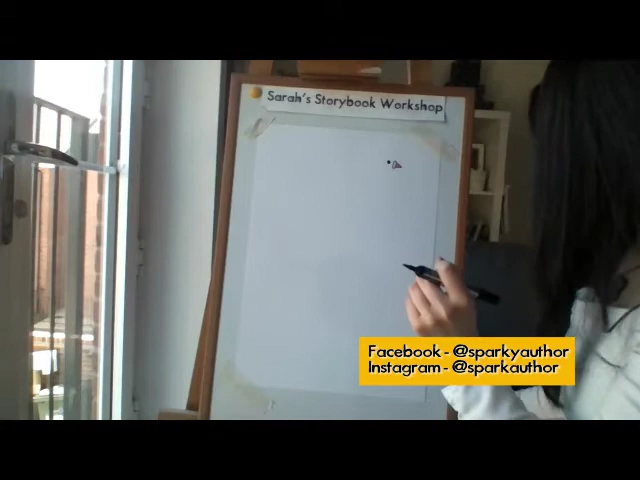 Sarah's Storybook Workshop
Facebook - @sparkyauthor
Instagram - @sparkauthor